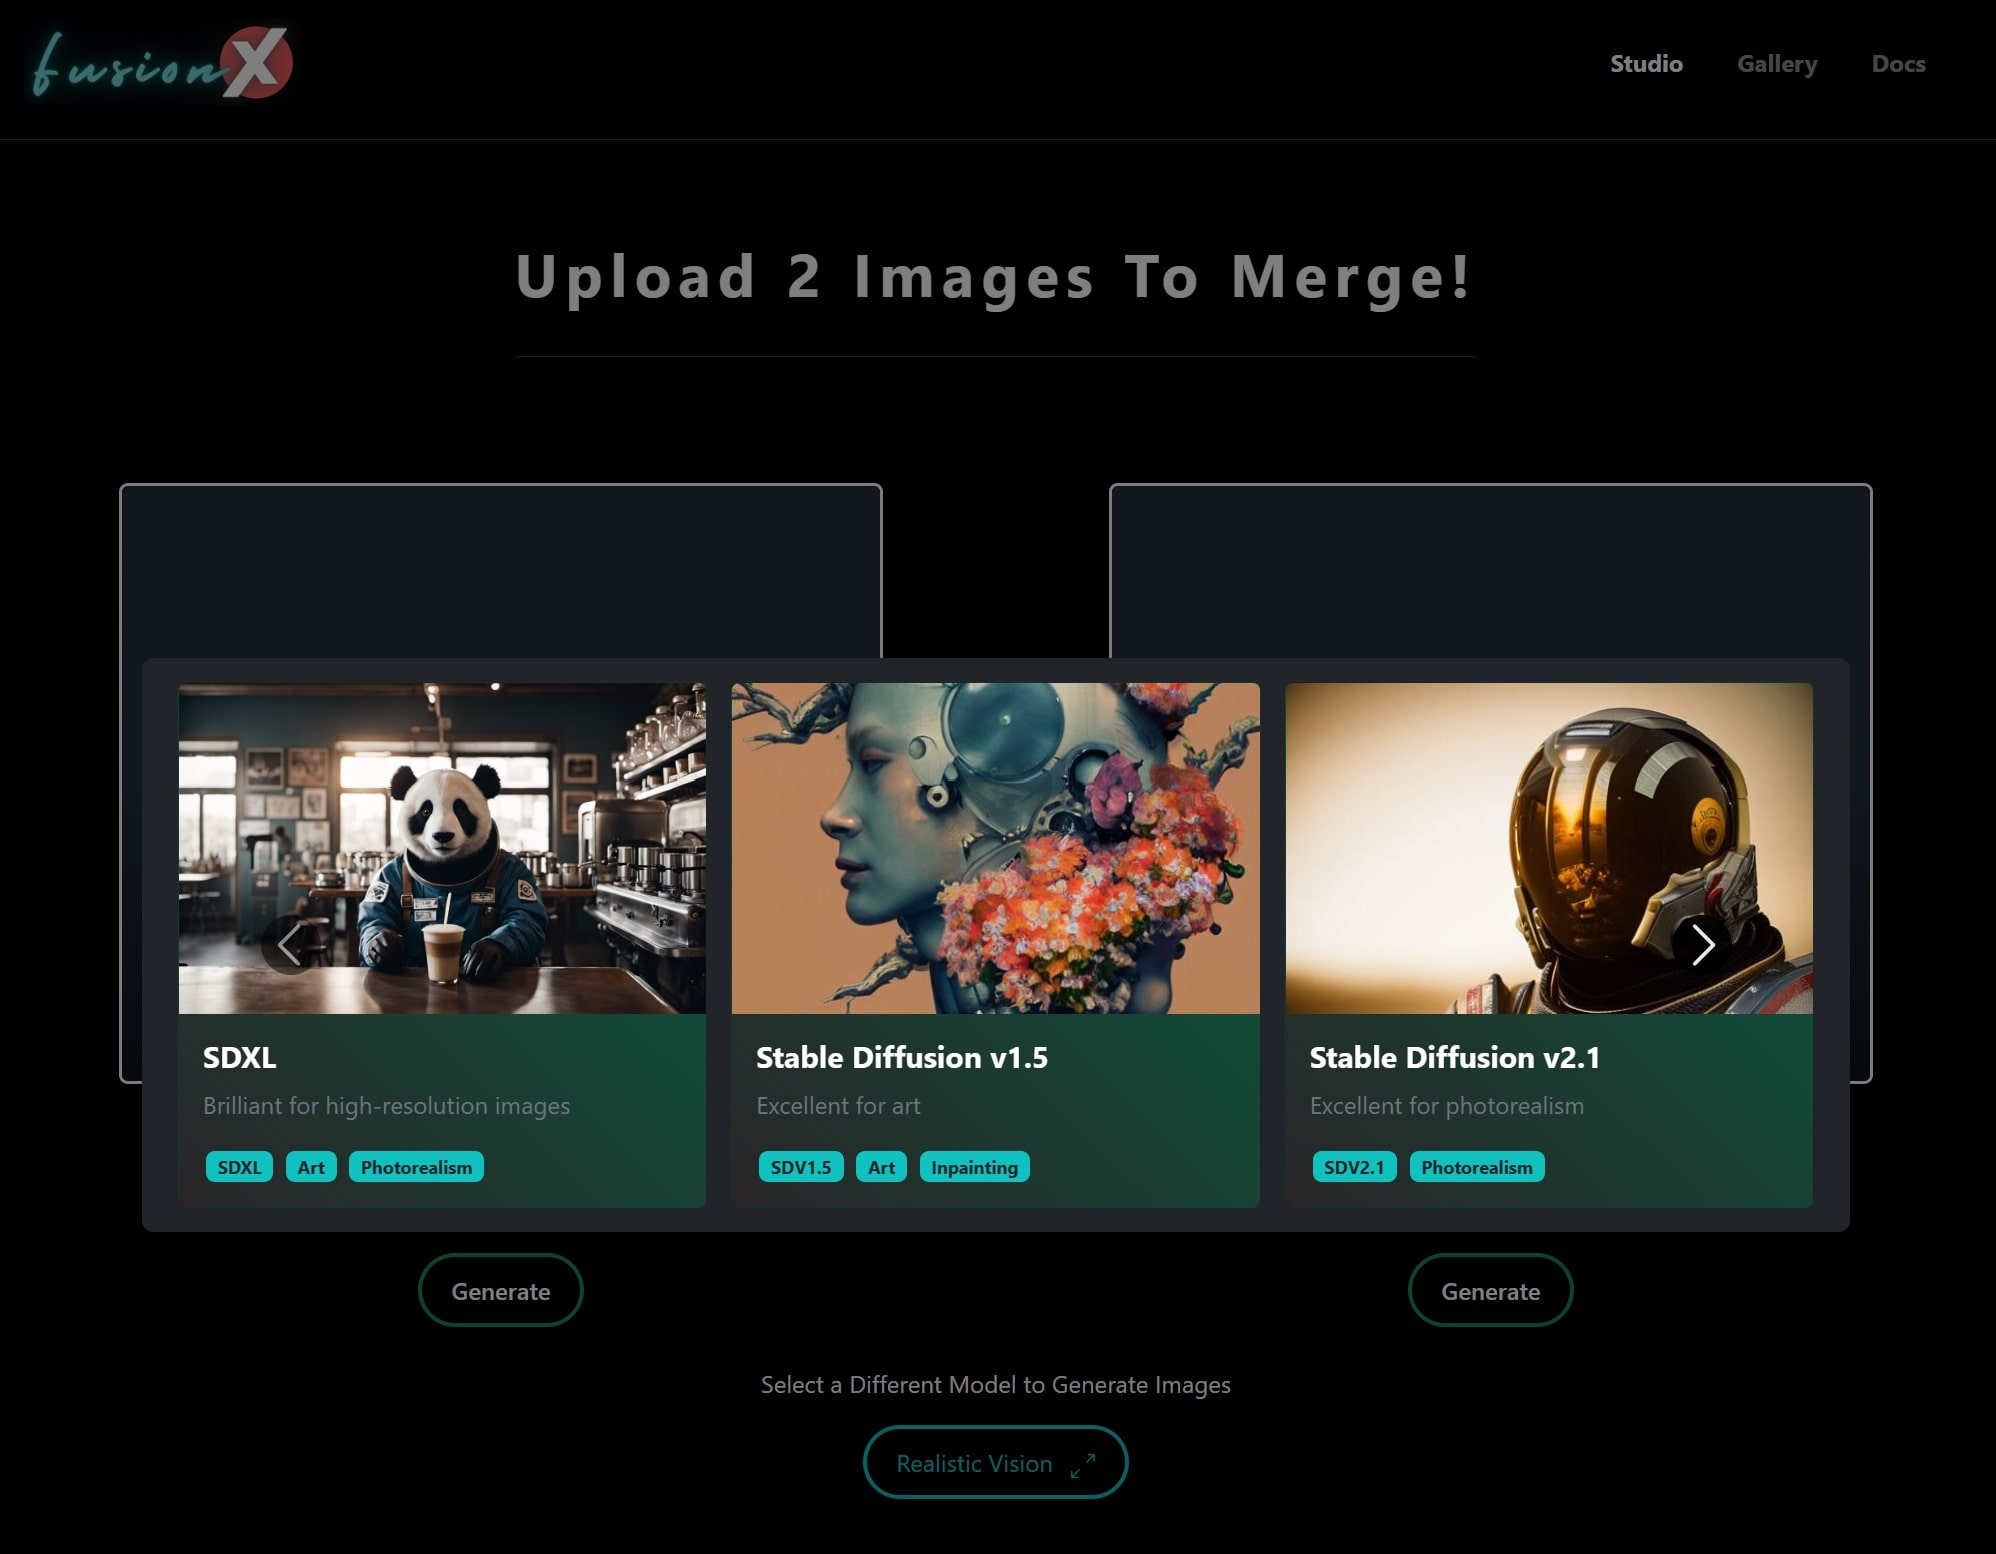 fusionX
Studio Gallery Docs
Upload 2 Images To Merge!
SDXL
Brilliant for high-resolution images
SDXL Art Photorealism
Stable Diffusion v1.5
Excellent for art
SDV1.5 Art Inpainting
Stable Diffusion v2.1
Excellent for photorealism
SDV2.1 Photorealism
Generate
Generate
Select a Different Model to Generate Images
Realistic Vision